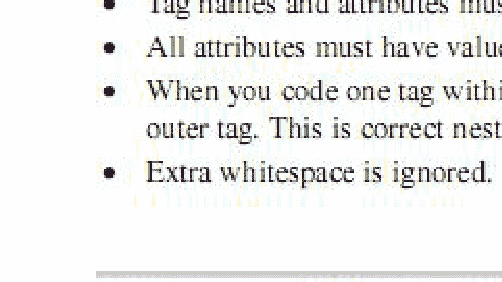 • Tag names and attributes mus
• All attributes must have value
• When you code one tag withi
outer tag. This is correct nest
• Extra whitespace is ignored.